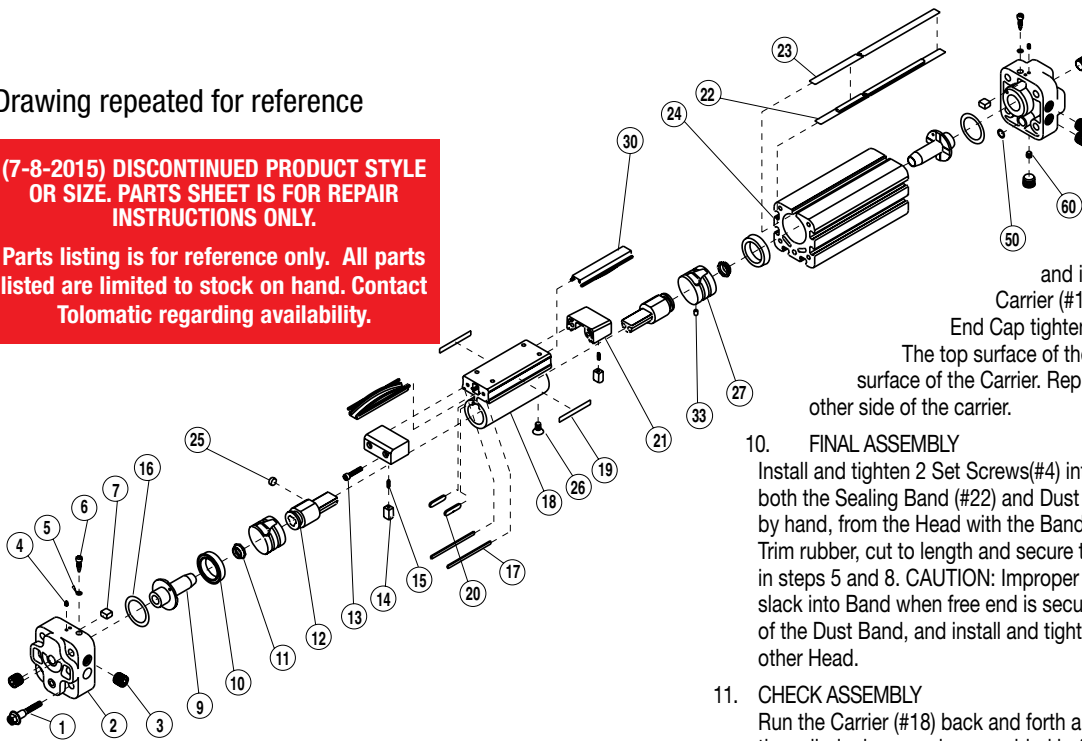 Drawing repeated for reference
(7-8-2015) DISCONTINUED PRODUCT STYLE
OR SIZE. PARTS SHEET IS FOR REPAIR
INSTRUCTIONS ONLY.
Parts listing is for reference only. All parts
listed are limited to stock on hand. Contact
Tolomatic regarding availability.
23
22
24
30
60
50
27
33
21
19
26
18
25
16
7
6
5
4
17
20
15
14
13
12
11
10
9
3
2
1
and i
Carrier (#1
End Cap tighten
The top surface of the
surface of the Carrier. Rep
other side of the carrier.
10. FINAL ASSEMBLY
Install and tighten 2 Set Screws(#4) int
both the Sealing Band (#22) and Dust
by hand, from the Head with the Band
Trim rubber, cut to length and secure t
in steps 5 and 8. CAUTION: Improper
slack into Band when free end is secu
of the Dust Band, and install and tight
other Head.
11. CHECK ASSEMBLY
Run the Carrier (#18) back and forth a